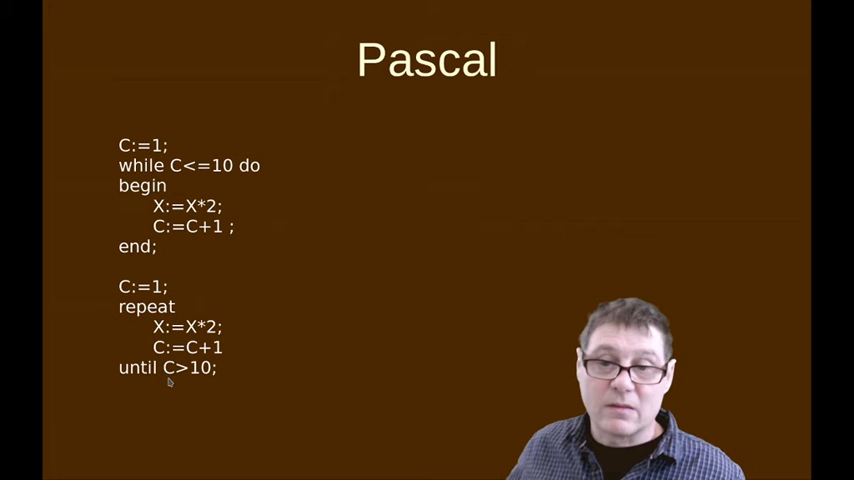 Pascal
C:=1;
while C<=10 do
begin
X:=X*2;
C:=C+1 ;
end;
C:=1;
repeat
X:=X*2;
C:=C+1
until C>10;